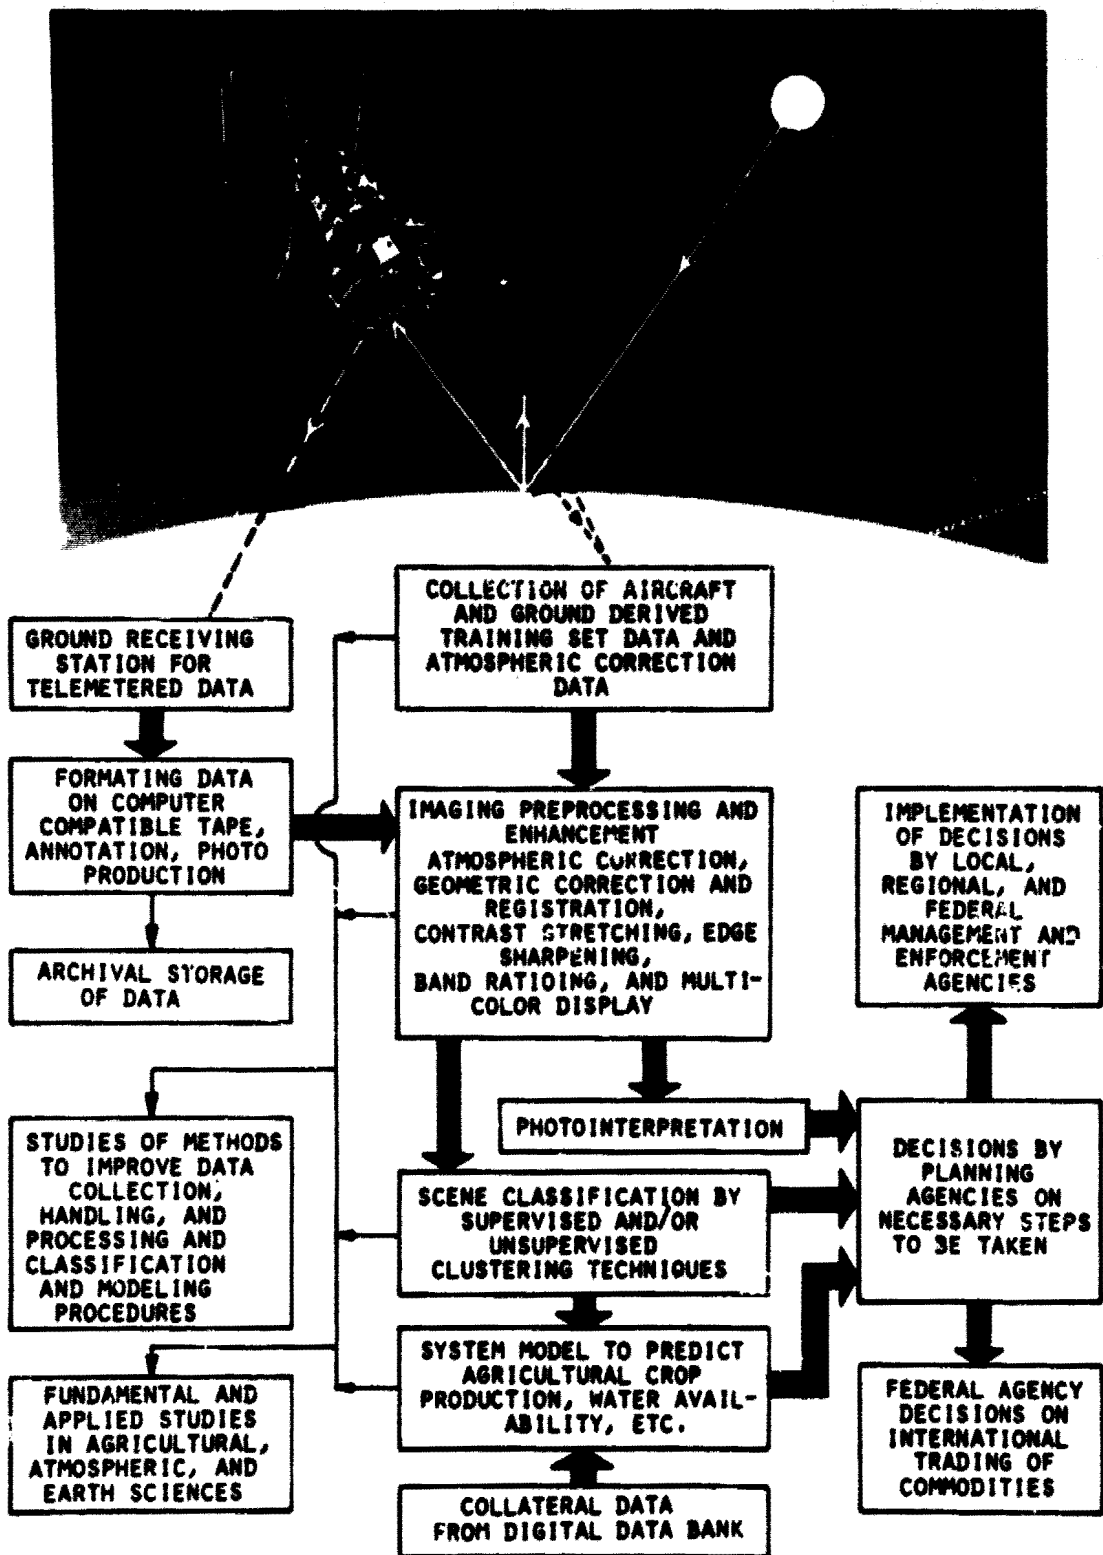 GROUND RECEIVING
STATION FOR
TELEMETERED DATA
COLLECTION OF AIRCRAFT
AND GROUND DERIVED
TRAINING SET DATA AND
ATMOSPHERIC CORRECTION
DATA
FORMATING DATA
ON COMPUTER
COMPATIBLE TAPE,
ANNOTATION, PHOTO
PRODUCTION
IMAGING PREPROCESSING AND
ENHANCEMENT
ATMOSPHERIC CORRECTION,
GEOMETRIC CORRECTION AND
REGISTRATION,
CONTRAST STRETCHING, EDGE
SHARPENING,
BAND RATIOING, AND MULTI-
COLOR DISPLAY
IMPLEMENTATION
OF DECISIONS
BY LOCAL,
REGIONAL, AND
FEDERAL
MANAGEMENT AND
ENFORCEMENT
AGENCIES
ARCHIVAL STORAGE
OF DATA
PHOTOINTERPRETATION
STUDIES OF METHODS
TO IMPROVE DATA
COLLECTION,
HANDLING, AND
PROCESSING AND
CLASSIFICATION
AND MODELING
PROCEDURES
SCENE CLASSIFICATION BY
SUPERVISED AND/OR
UNSUPERVISED
CLUSTERING TECHNIQUES
DECISIONS BY
PLANNING
AGENCIES ON
NECESSARY STEPS
TO BE TAKEN
SYSTEM MODEL TO PREDICT
AGRICULTURAL CROP
PRODUCTION, WATER AVAIL-
ABILITY, ETC.
FUNDAMENTAL AND
APPLIED STUDIES
IN AGRICULTURAL,
ATMOSPHERIC, AND
EARTH SCIENCES
FEDERAL AGENCY
DECISIONS ON
INTERNATIONAL
TRADING OF
COMMODITIES
COLLATERAL DATA
FROM DIGITAL DATA BANK